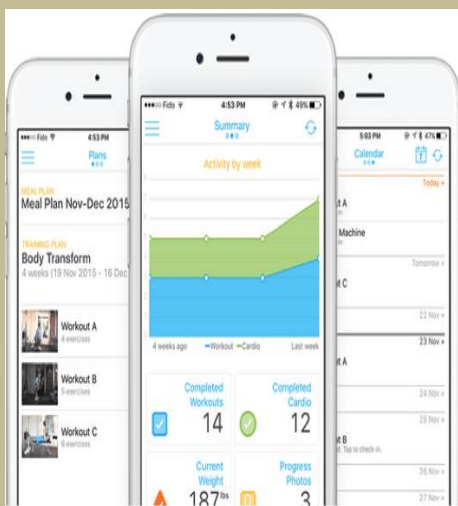 Fido 4:53 PM
Plans
MEAL PLAN
Meal Plan Nov-Dec 2015
TRAINING PLAN
Body Transform
4 weeks (19 Nov 2015 - 16 Dec
Workout A
4 exercises
Workout B
5 exercises
Workout C
6 exercises
Fido 4:53 PM 49%
Summary
Activity by week
4 weeks ago Workout Cardio Last week
Completed
Workouts
14
Completed
Cardio
12
Current
Weight
187 lbs
Progress
Photos
3
5:03 PM 47%
Calendar
Today
t A
Machine
Tomorrow
t C
22 Nov
23 Nov
t A
24 Nov
25 Nov
t B
d. Tap to check-in.
26 Nov
27 Nov